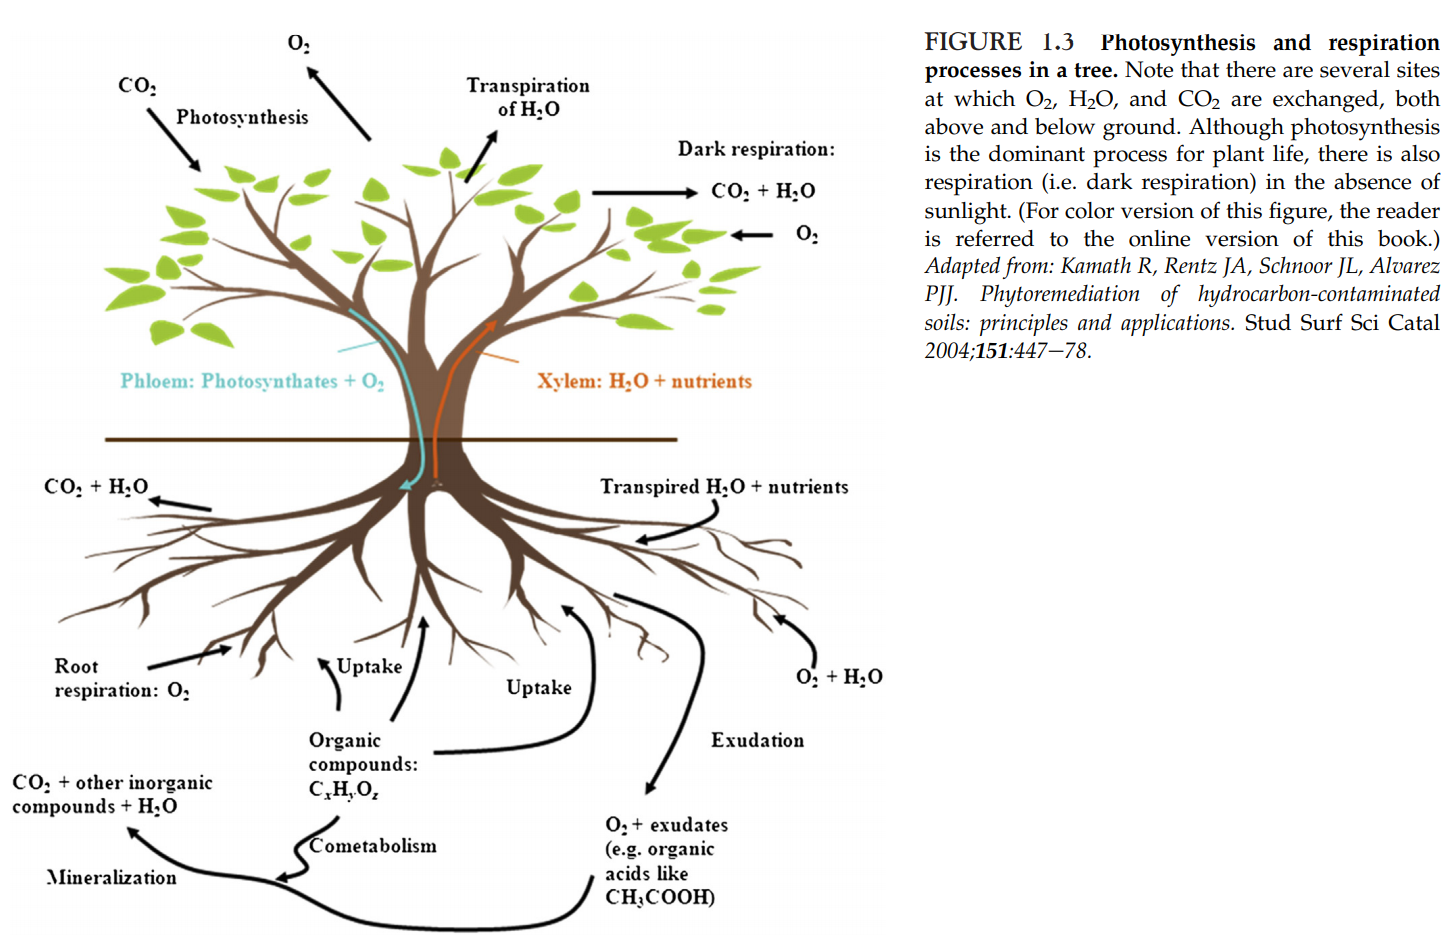 O₂
CO₂
Photosynthesis
Transpiration
of H₂O
Dark respiration:
CO₂ + H₂O
O₂
Phloem: Photosynthates + O₂
Xylem: H₂O + nutrients
CO₂ + H₂O
Transpired H₂O + nutrients
Root
respiration: O₂
Uptake
Uptake
O₂ + H₂O
Organic
compounds:
CₓHᵧO_z
Exudation
CO₂ + other inorganic
compounds + H₂O
Cometabolism
Mineralization
O₂ + exudates
(e.g. organic
acids like
CH₃COOH)
FIGURE 1.3 Photosynthesis and respiration
processes in a tree. Note that there are several sites
at which O₂, H₂O, and CO₂ are exchanged, both
above and below ground. Although photosynthesis
is the dominant process for plant life, there is also
respiration (i.e. dark respiration) in the absence of
sunlight. (For color version of this figure, the reader
is referred to the online version of this book.)
Adapted from: Kamath R, Rentz JA, Schnoor JL, Alvarez
PJJ. Phytoremediation of hydrocarbon-contaminated
soils: principles and applications. Stud Surf Sci Catal
2004;151:447–78.